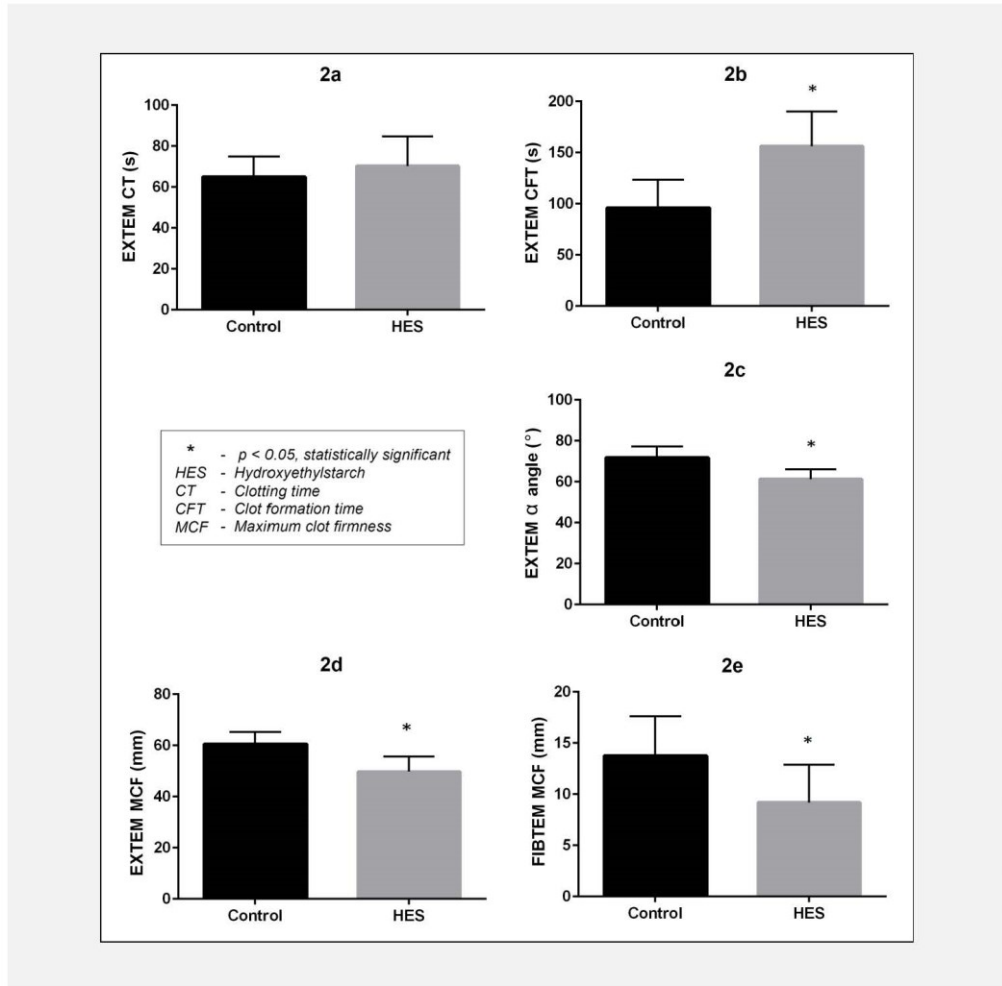 2a
EXTEM CT (s)
100
80
60
40
20
0
Control HES
2b
EXTEM CFT (s)
200
150
100
50
0
*
Control HES
2c
EXTEM α angle (°)
100
80
60
40
20
0
*
Control HES
* - p < 0.05, statistically significant
HES - Hydroxyethylstarch
CT - Clotting time
CFT - Clot formation time
MCF - Maximum clot firmness
2d
EXTEM MCF (mm)
80
60
40
20
0
*
Control HES
2e
FIBTEM MCF (mm)
20
15
10
5
0
*
Control HES